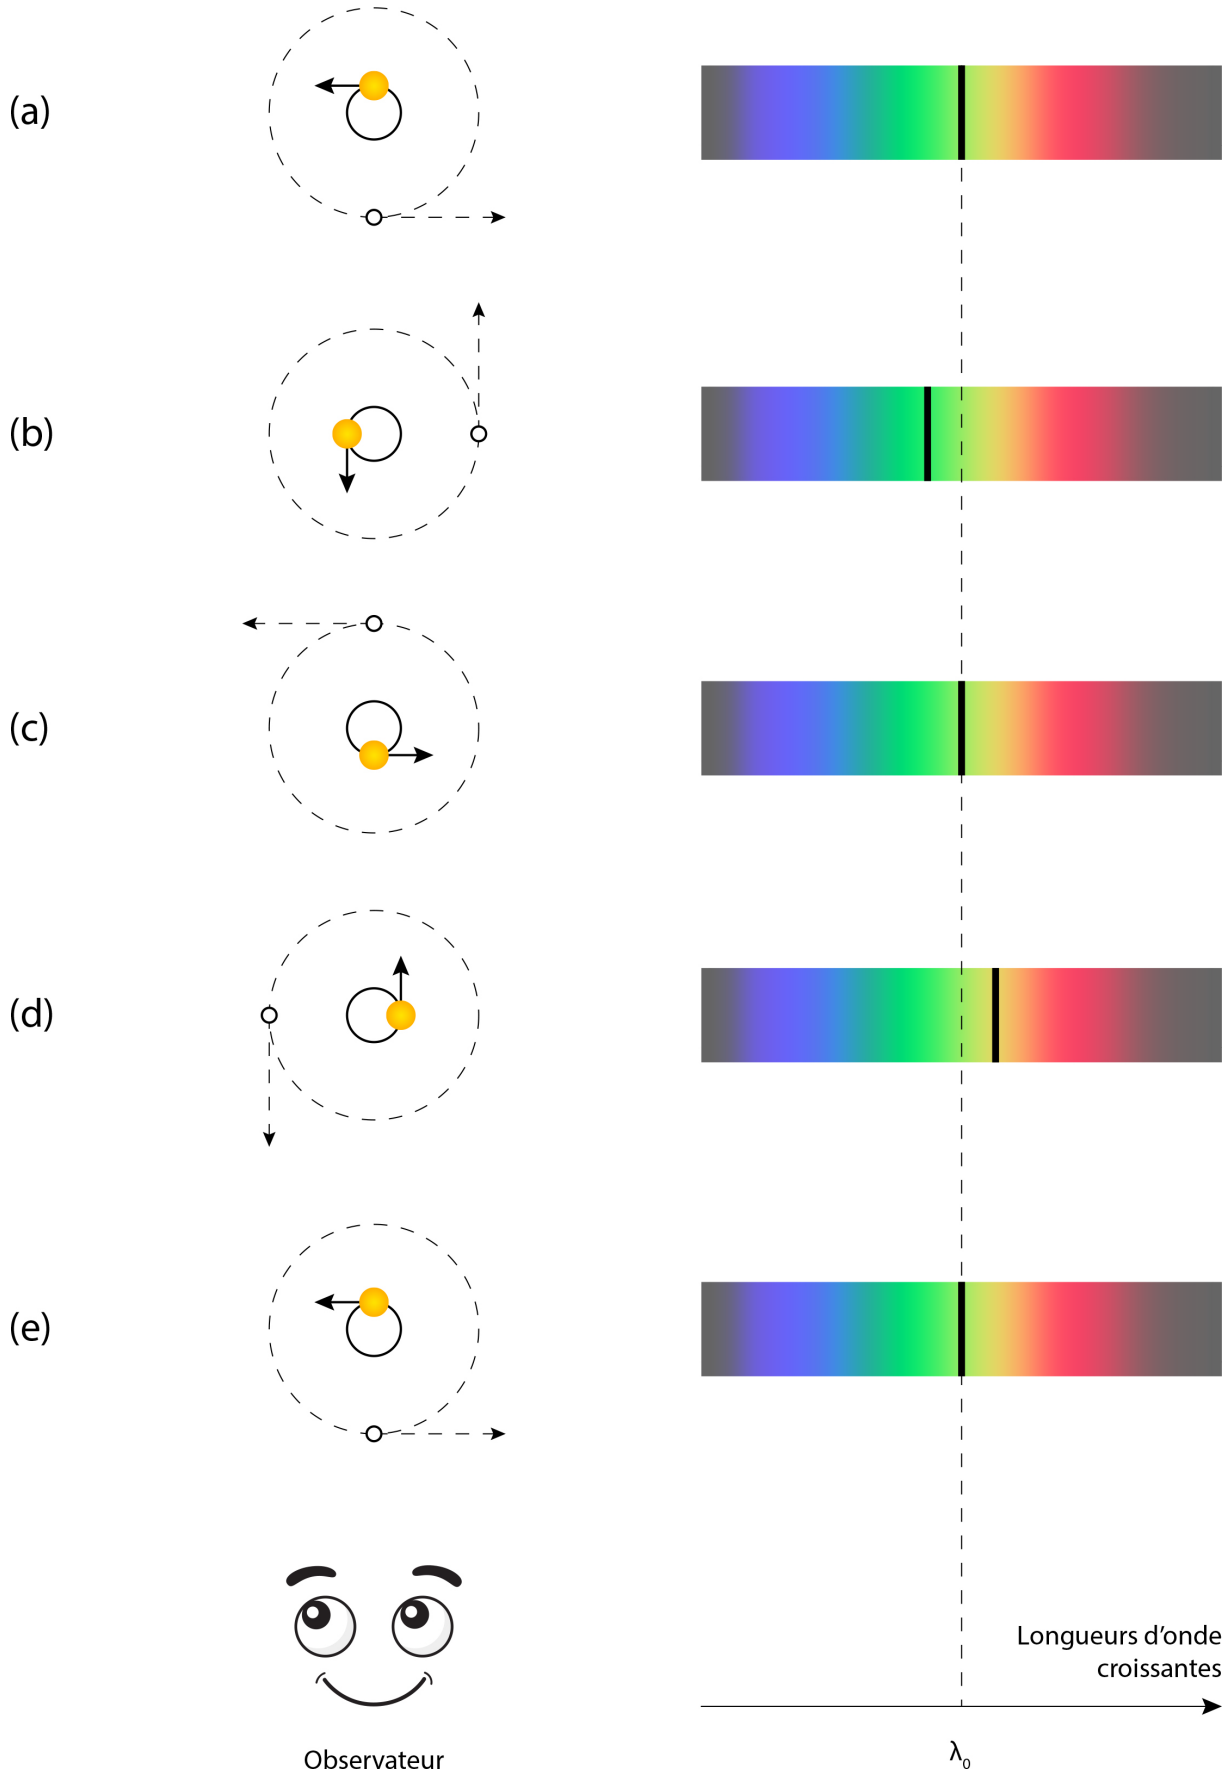 (a)
(b)
(c)
(d)
(e)
Longueurs d’onde
croissantes
Observateur
λ₀